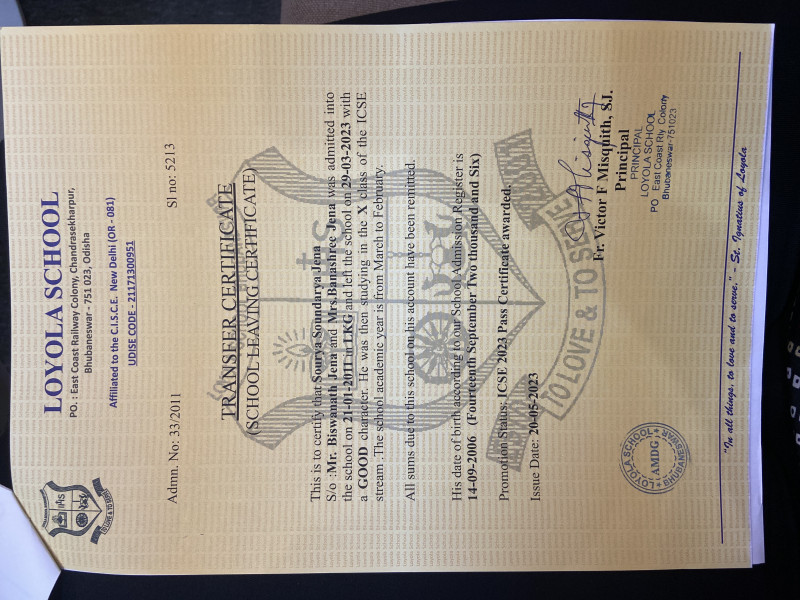 LOYOLA SCHOOL
PO. : East Coast Railway Colony, Chandrasekharpur,
Bhubaneswar - 751 023, Odisha
Affiliated to the C.I.S.C.E. New Delhi (OR - 081)
UDISE CODE - 21171300951
Admn. No: 33/2011 Sl no: 5213
TRANSFER CERTIFICATE
(SCHOOL LEAVING CERTIFICATE)
This is to certify that Sourya Soundarya Jena
S/o :Mr. Biswanath Jena and Mrs.Banashree Jena was admitted into
the school on 21-01-2011 in LKG and left the school on 29-03-2023 with
a GOOD character. He was then studying in the X class of the ICSE
stream .The school academic year is from March to February.
All sums due to this school on his account have been remitted.
His date of birth according to our School Admission Register is
14-09-2006 (Fourteenth September Two thousand and Six)
Promotion Status: ICSE 2023 Pass Certificate awarded.
Issue Date: 20-05-2023
TO LOVE & TO SERVE
Fr. Victor F Misquith, SJ.
Principal
PRINCIPAL
LOYOLA SCHOOL
PO East Coast Rly Colony
Bhubaneswar-751023
LOYOLA SCHOOL
AMDG
BHUBANESWAR
"In all things, to love and to serve." - St. Ignatius of Loyola